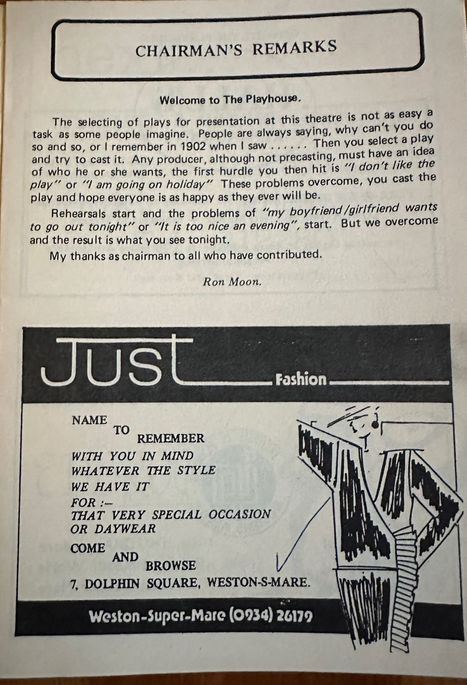 CHAIRMAN'S REMARKS
Welcome to The Playhouse.
The selecting of plays for presentation at this theatre is not as easy a
task as some people imagine. People are always saying, why can't you do
so and so, or I remember in 1902 when I saw ...... Then you select a play
and try to cast it. Any producer, although not precasting, must have an idea
of who he or she wants, the first hurdle you then hit is "I don't like the
play" or "I am going on holiday" These problems overcome, you cast the
play and hope everyone is as happy as they ever will be.
Rehearsals start and the problems of "my boyfriend/girlfriend wants
to go out tonight" or "It is too nice an evening", start. But we overcome
and the result is what you see tonight.
My thanks as chairman to all who have contributed.
Ron Moon.
Just
Fashion
NAME
TO
REMEMBER
WITH YOU IN MIND
WHATEVER THE STYLE
WE HAVE IT
FOR :–
THAT VERY SPECIAL OCCASION
OR DAYWEAR
COME
AND
BROWSE
7, DOLPHIN SQUARE, WESTON-S-MARE.
Weston-Super-Mare (0934) 26179